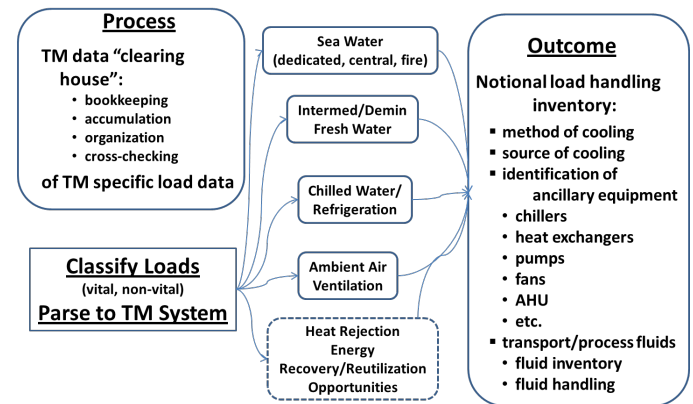 Process
TM data “clearing
house”:
• bookkeeping
• accumulation
• organization
• cross-checking
of TM specific load data
Classify Loads
(vital, non-vital)
Parse to TM System
Sea Water
(dedicated, central, fire)
Intermed/Demin
Fresh Water
Chilled Water/
Refrigeration
Ambient Air
Ventilation
Heat Rejection
Energy
Recovery/Reutilization
Opportunities
Outcome
Notional load handling
inventory:
▪ method of cooling
▪ source of cooling
▪ identification of
ancillary equipment
• chillers
• heat exchangers
• pumps
• fans
• AHU
• etc.
▪ transport/process fluids
• fluid inventory
• fluid handling